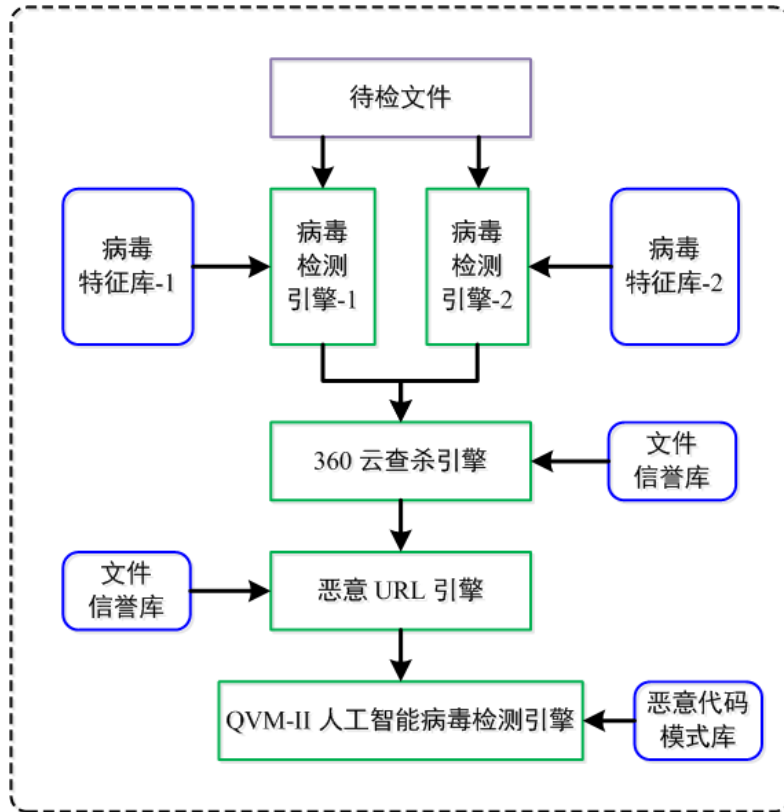 待检文件
病毒
特征库-1
病毒
检测
引擎-1
病毒
检测
引擎-2
病毒
特征库-2
360 云查杀引擎
文件
信誉库
文件
信誉库
恶意 URL 引擎
QVM-II 人工智能病毒检测引擎
恶意代码
模式库